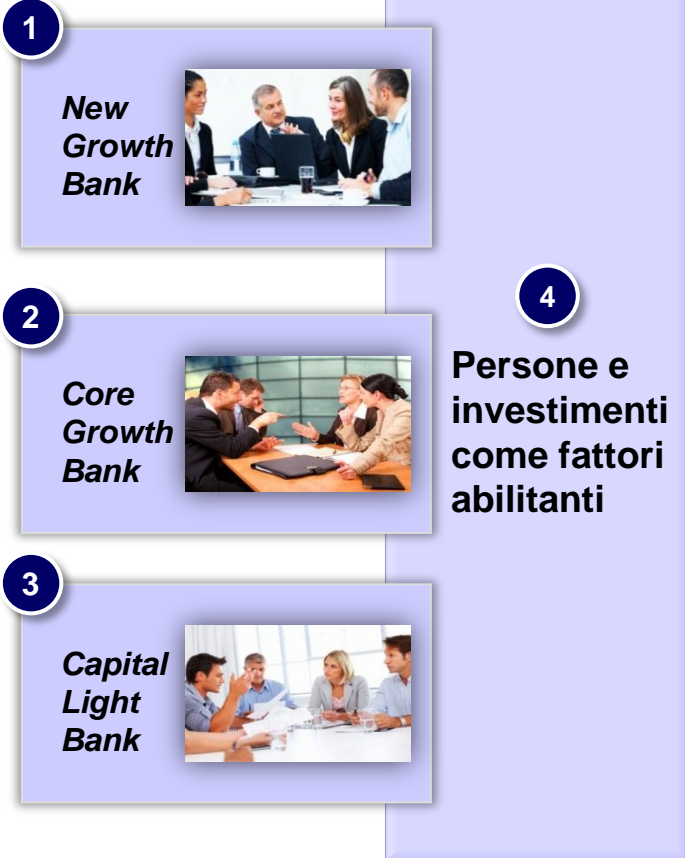 1
New
Growth
Bank
2
Core
Growth
Bank
3
Capital
Light
Bank
4
Persone e
investimenti
come fattori
abilitanti